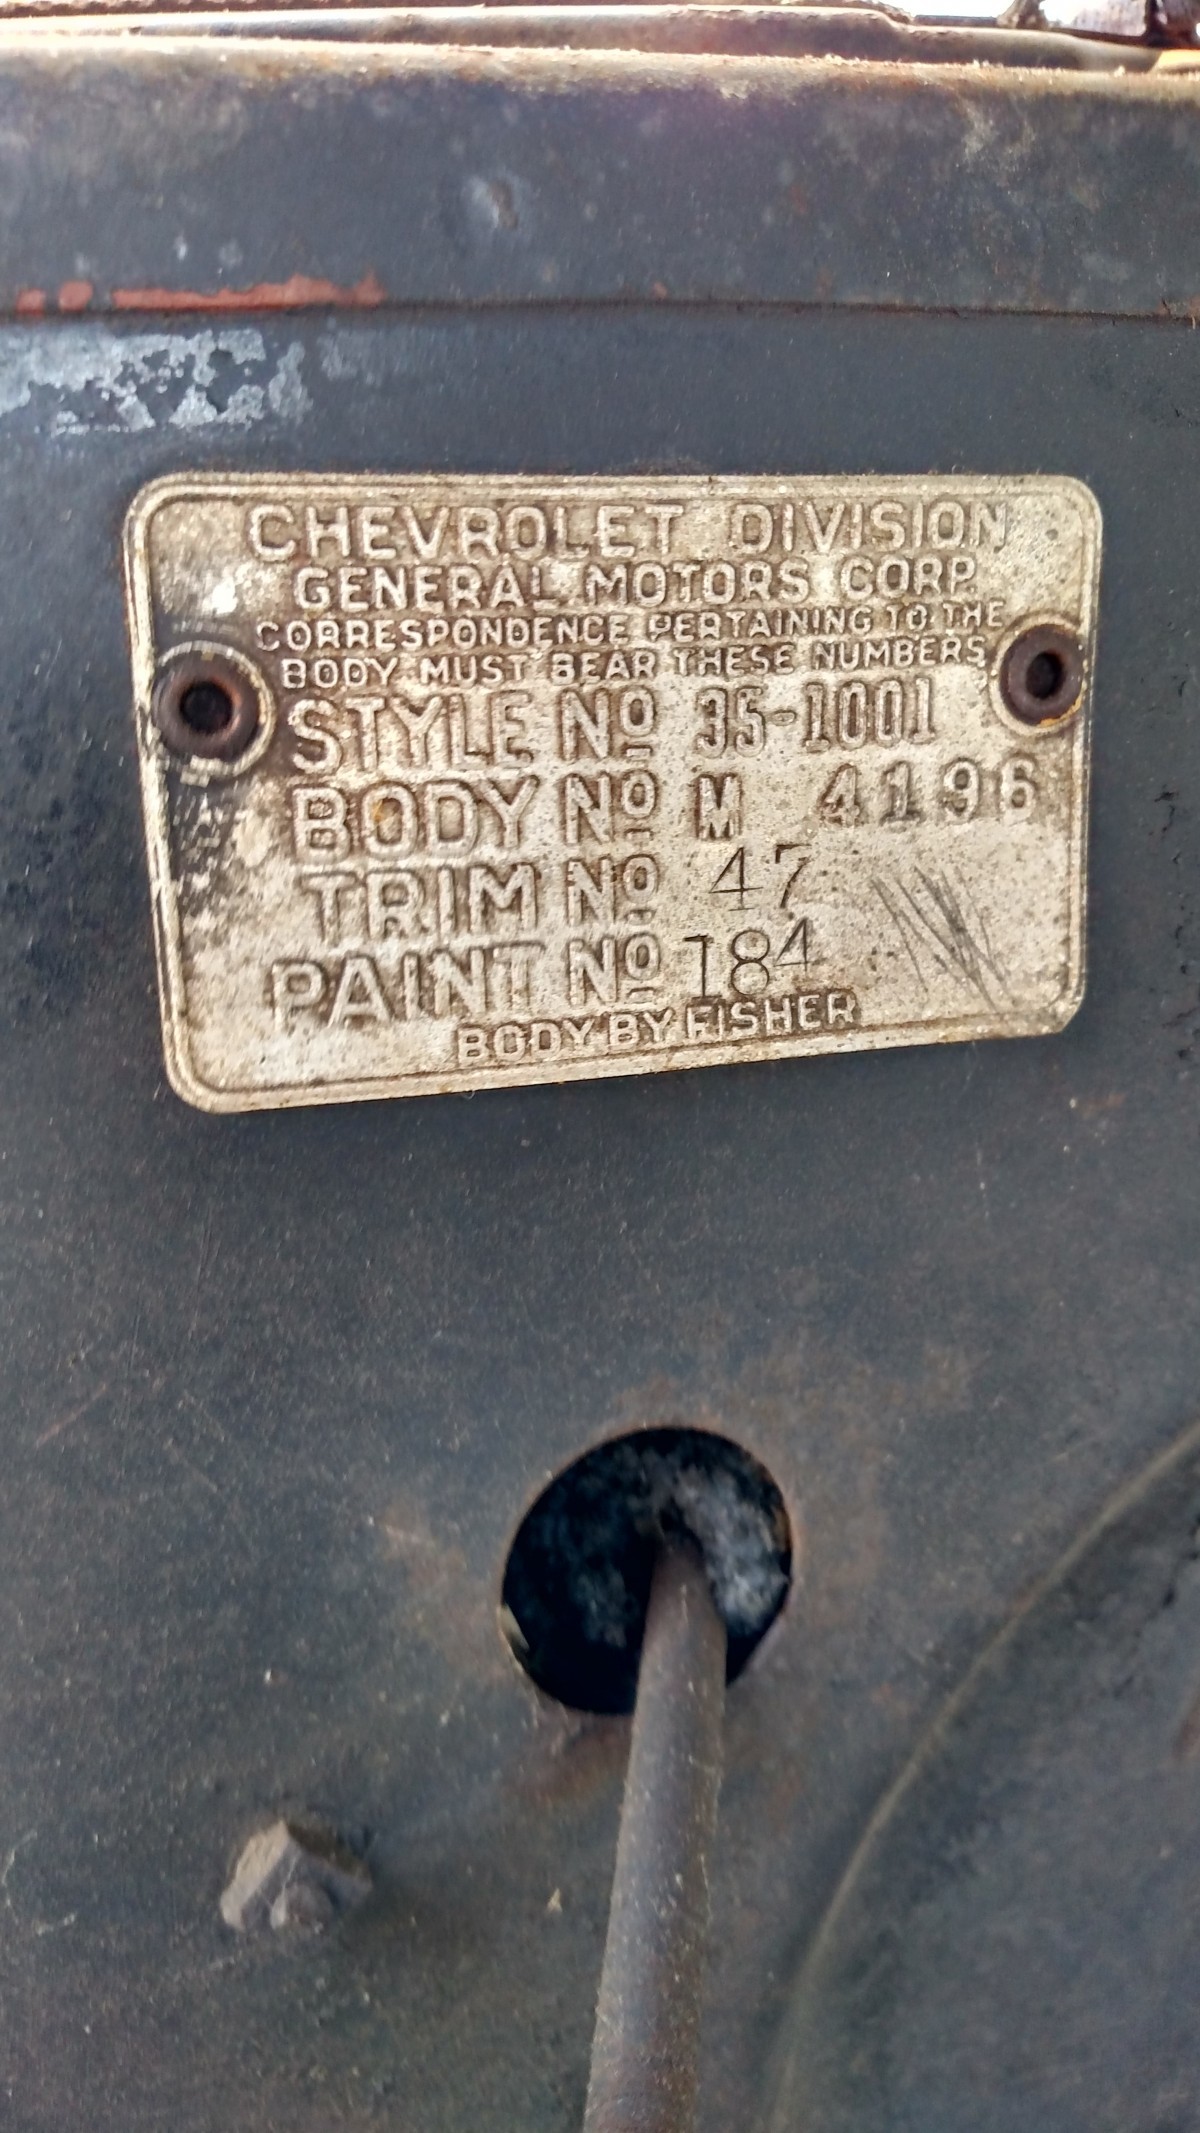 CHEVROLET DIVISION
GENERAL MOTORS CORP.
CORRESPONDENCE PERTAINING TO THE
BODY MUST BEAR THESE NUMBERS
STYLE Nº 35-1001
BODY Nº M 4196
TRIM Nº 47
PAINT Nº 184
BODY BY FISHER